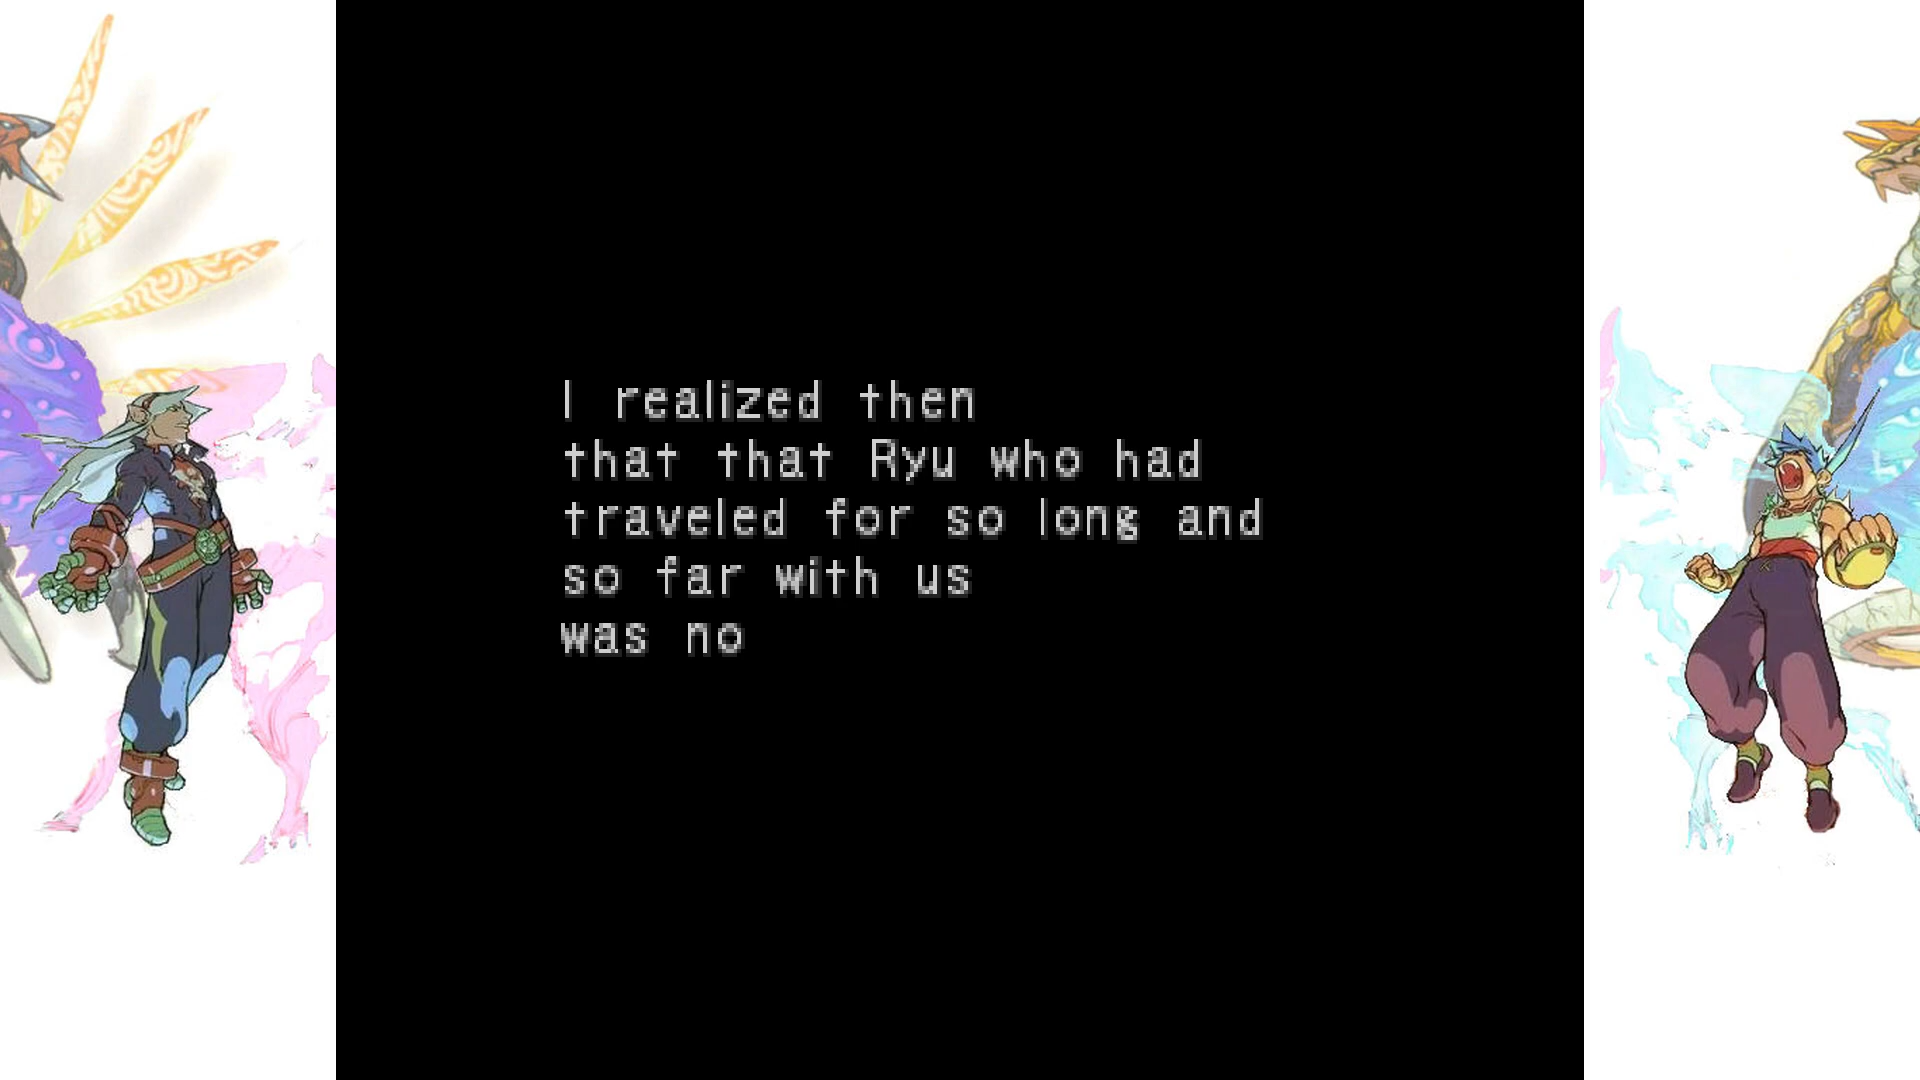 I realized then
that that Ryu who had
traveled for so long and
so far with us
was no